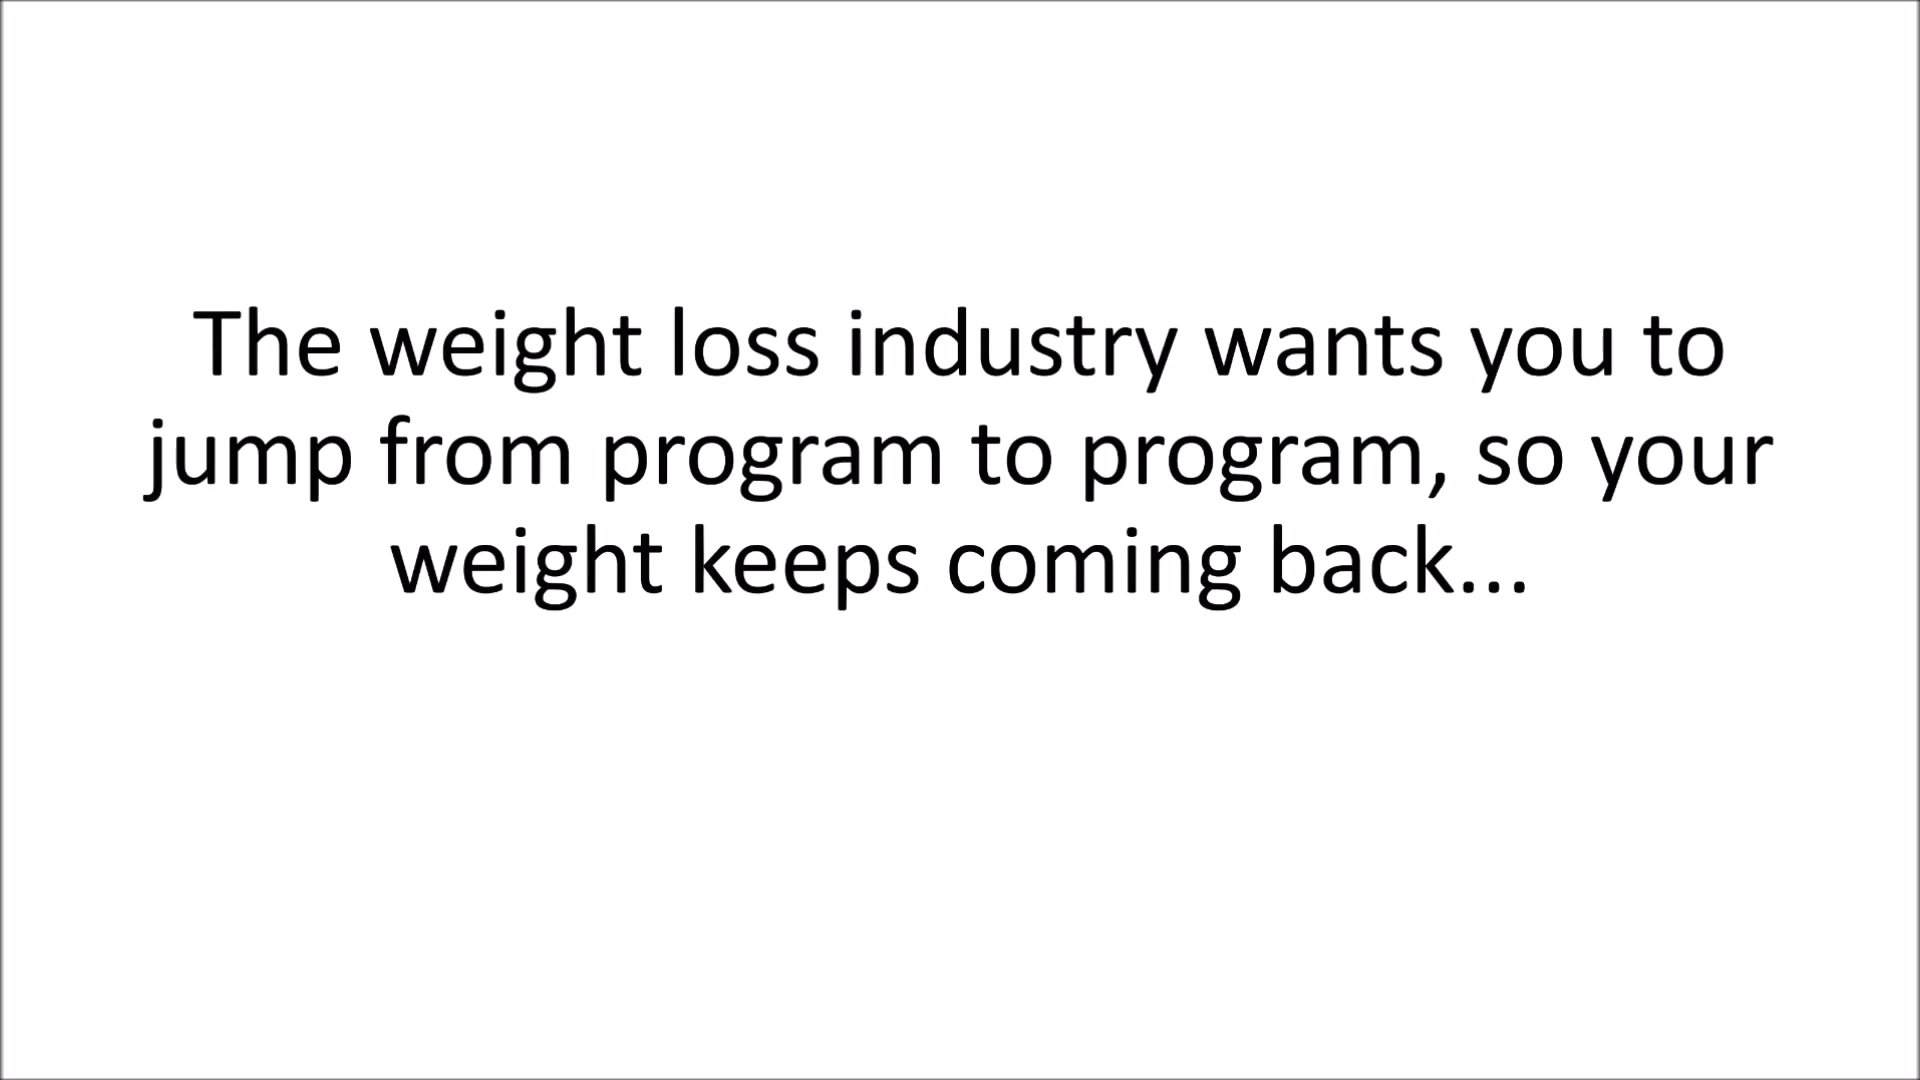 The weight loss industry wants you to
jump from program to program, so your
weight keeps coming back...